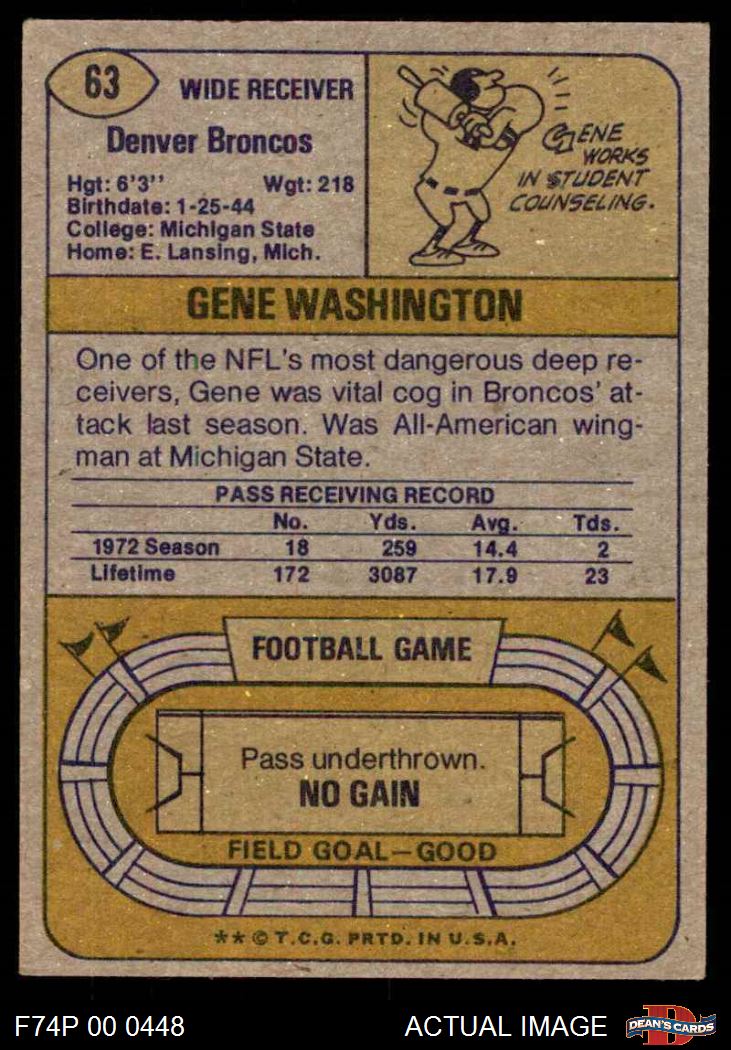 63
WIDE RECEIVER
Denver Broncos
Hgt: 6'3'' Wgt: 218
Birthdate: 1-25-44
College: Michigan State
Home: E. Lansing, Mich.
GENE
WORKS
IN STUDENT
COUNSELING.
GENE WASHINGTON
One of the NFL's most dangerous deep re-
ceivers, Gene was vital cog in Broncos' at-
tack last season. Was All-American wing-
man at Michigan State.
PASS RECEIVING RECORD
No. Yds. Avg. Tds.
1972 Season 18 259 14.4 2
Lifetime 172 3087 17.9 23
FOOTBALL GAME
Pass underthrown.
NO GAIN
FIELD GOAL—GOOD
** © T.C.G. PRTD. IN U.S.A.
F74P 00 0448 ACTUAL IMAGE D DEAN'S CARDS